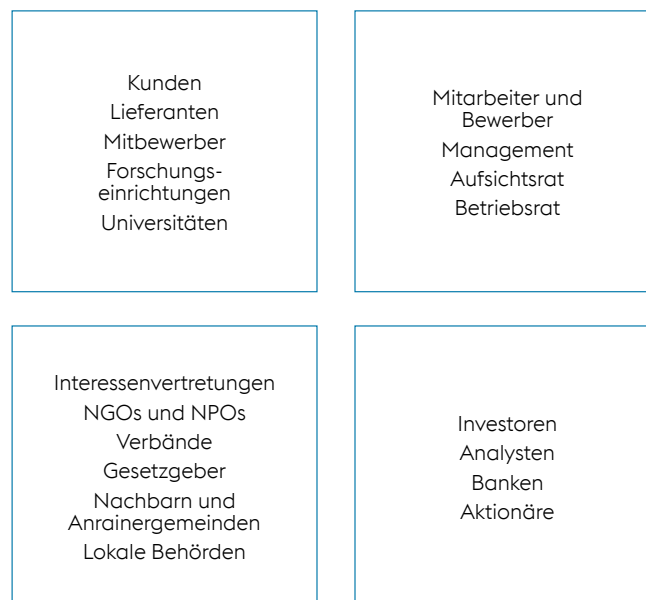 Kunden
Lieferanten
Mitbewerber
Forschungs-
einrichtungen
Universitäten
Mitarbeiter und
Bewerber
Management
Aufsichtsrat
Betriebsrat
Interessenvertretungen
NGOs und NPOs
Verbände
Gesetzgeber
Nachbarn und
Anrainergemeinden
Lokale Behörden
Investoren
Analysten
Banken
Aktionäre